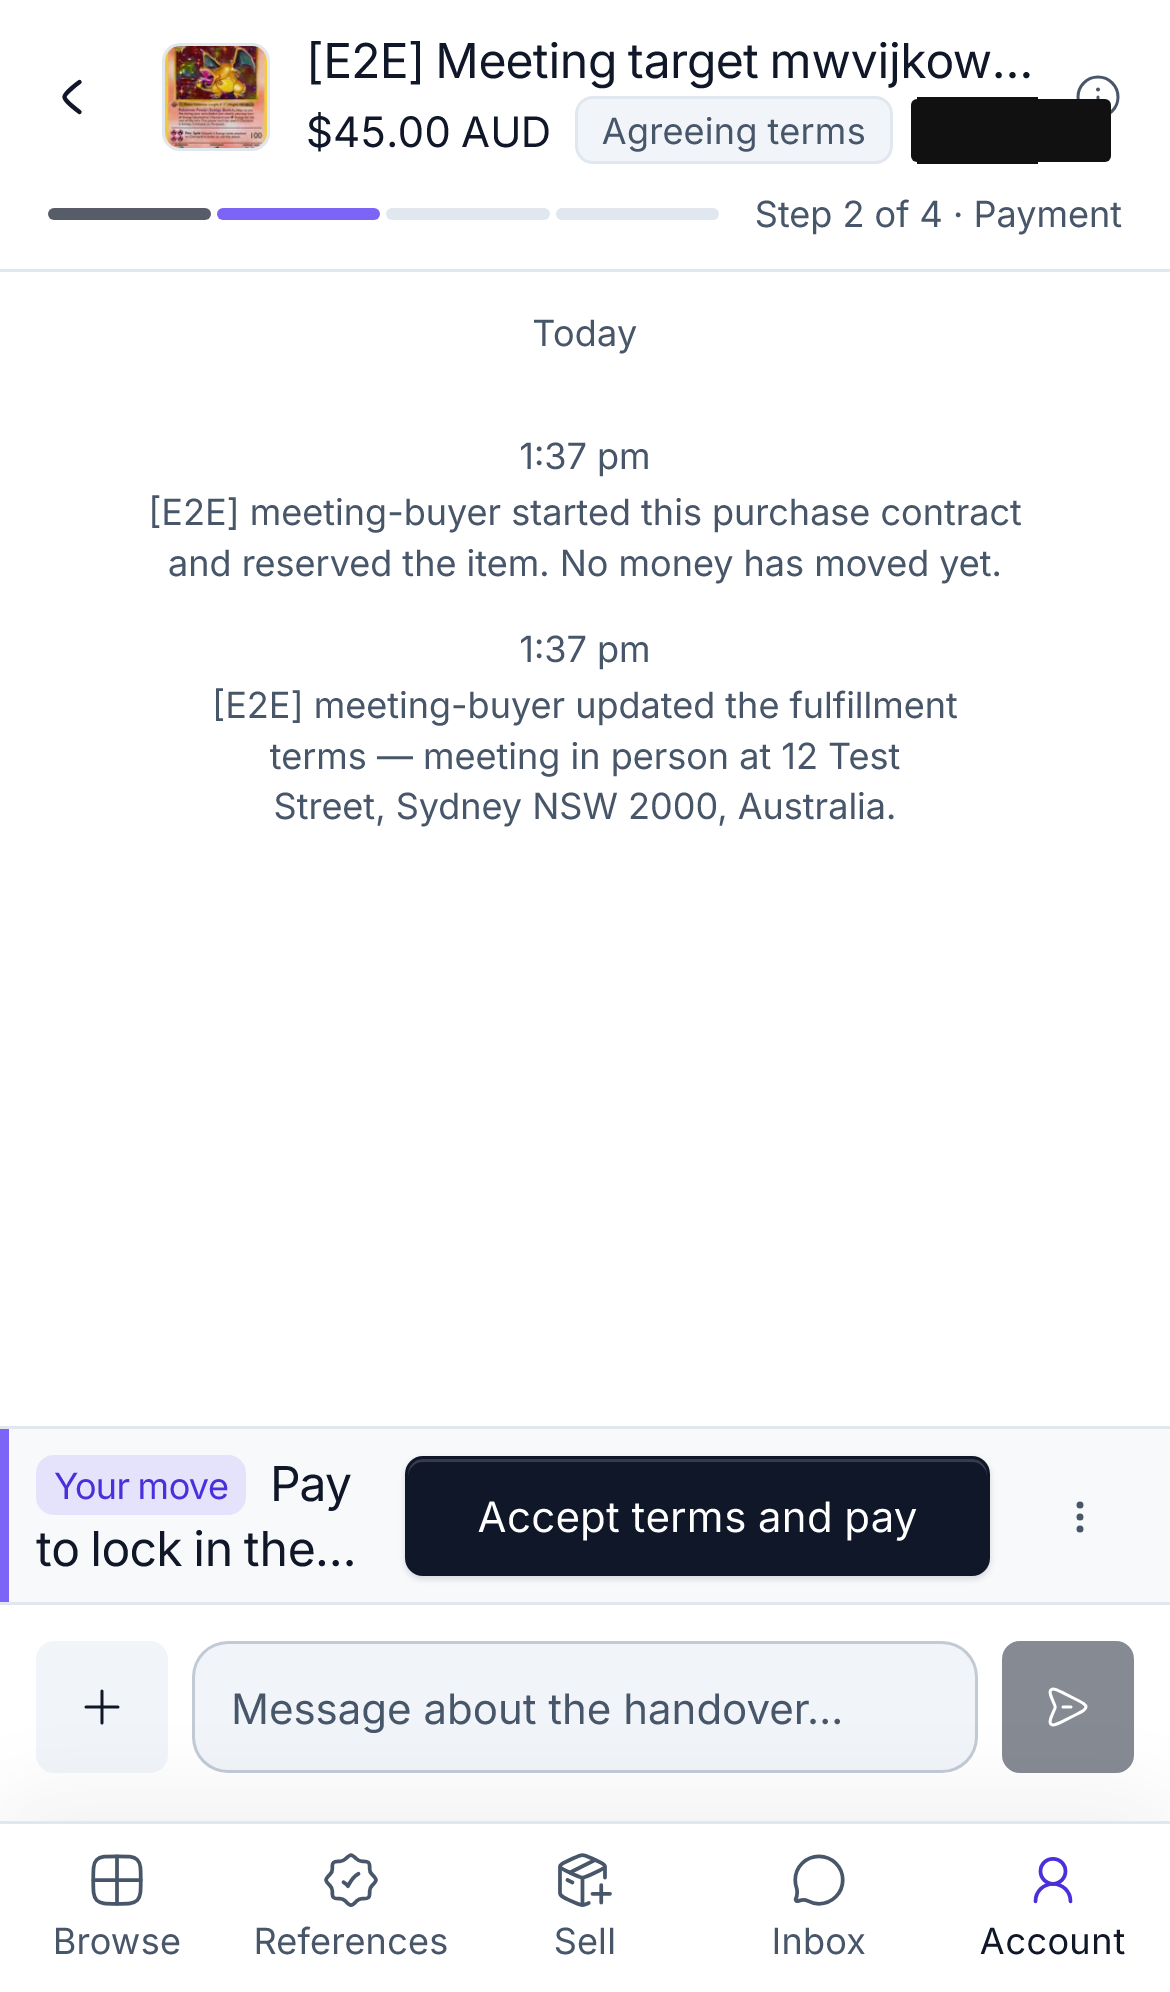 [E2E] Meeting target mwvijkow...
$45.00 AUD Agreeing terms
Step 2 of 4 · Payment
Today
1:37 pm
[E2E] meeting-buyer started this purchase contract
and reserved the item. No money has moved yet.
1:37 pm
[E2E] meeting-buyer updated the fulfillment
terms — meeting in person at 12 Test
Street, Sydney NSW 2000, Australia.
Your move Pay
to lock in the...
Accept terms and pay
Message about the handover...
Browse References Sell Inbox Account